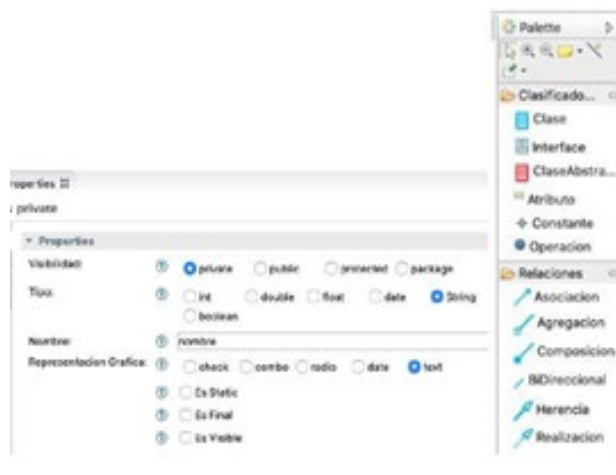 Palette
Clasificado...
Clase
Interface
ClaseAbstra...
Atributo
Constante
Operacion
Relaciones
Asociacion
Agregacion
Composicion
BiDireccional
Herencia
Realizacion
roperties
private
Properties
Visibilidad: private public protected package
Tipo: int double float date String
boolean
Nombre: nombre
Representacion Grafica: check combo radio date text
Es Static
Es Final
Es Visible